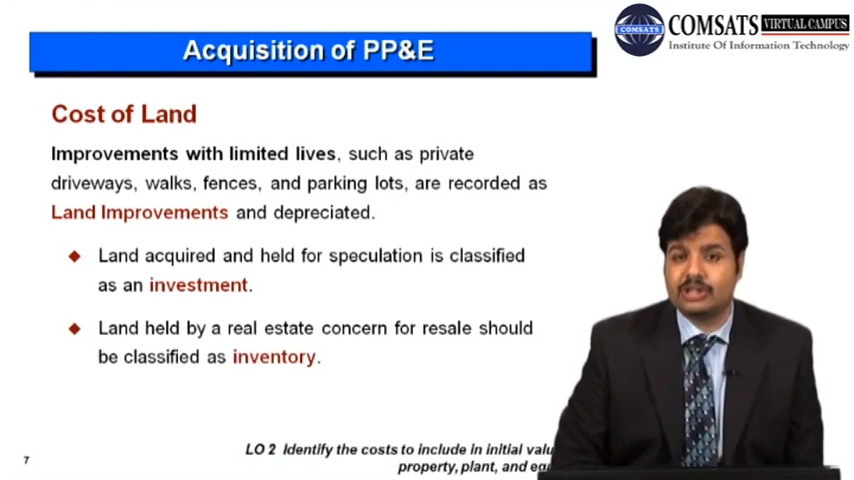 Acquisition of PP&E
COMSATS
COMSATS VIRTUAL CAMPUS
Institute Of Information Technology
Cost of Land
Improvements with limited lives, such as private
driveways, walks, fences, and parking lots, are recorded as
Land Improvements and depreciated.
Land acquired and held for speculation is classified
as an investment.
Land held by a real estate concern for resale should
be classified as inventory.
LO 2 Identify the costs to include in initial
property, plant, and
7